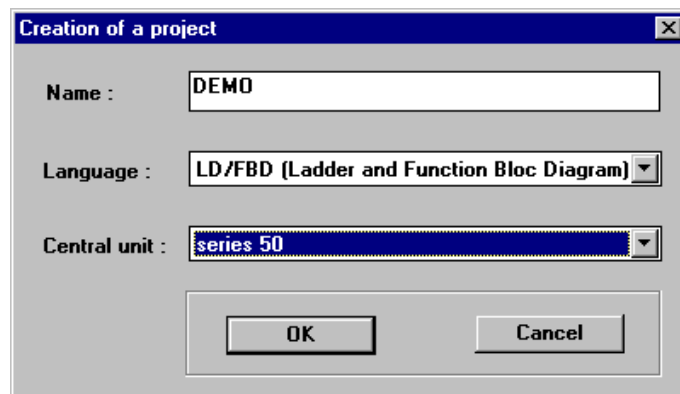 Creation of a project
Name : DEMO
Language : LD/FBD (Ladder and Function Bloc Diagram)
Central unit : series 50
OK Cancel